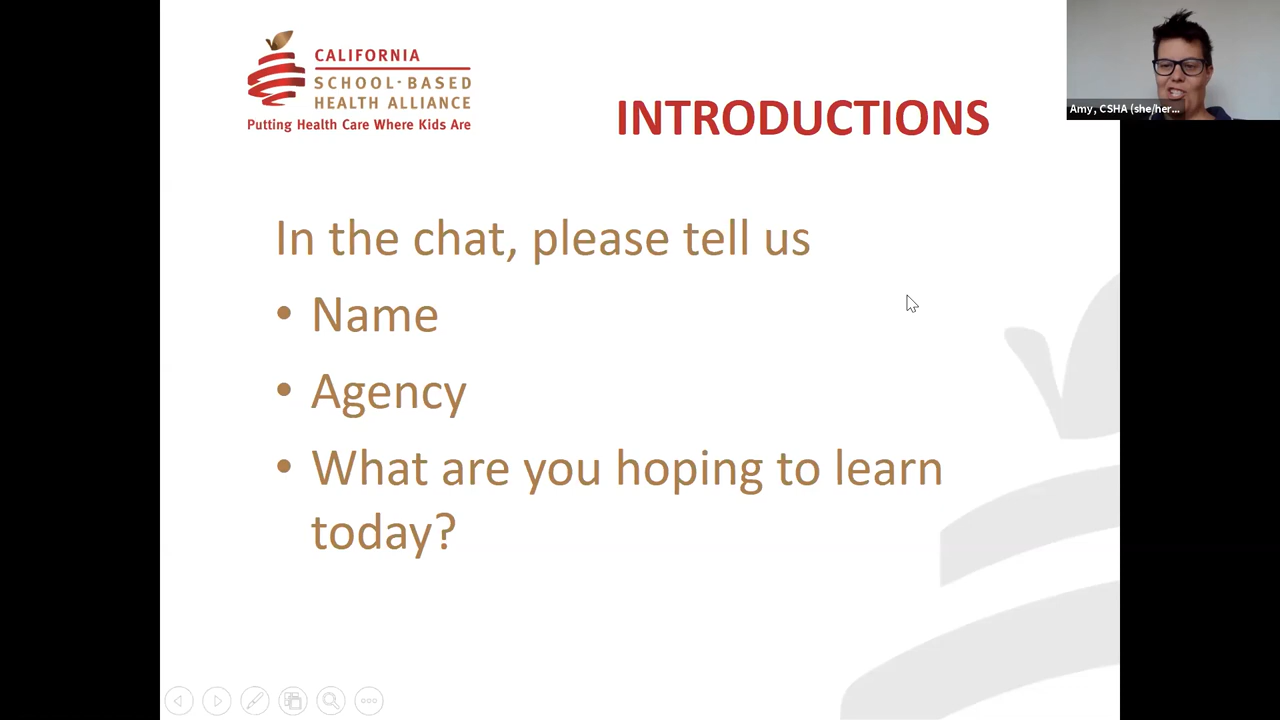 CALIFORNIA
SCHOOL-BASED
HEALTH ALLIANCE
Putting Health Care Where Kids Are
INTRODUCTIONS
Amy, CSHA (she/her...
In the chat, please tell us
• Name
• Agency
• What are you hoping to learn
today?